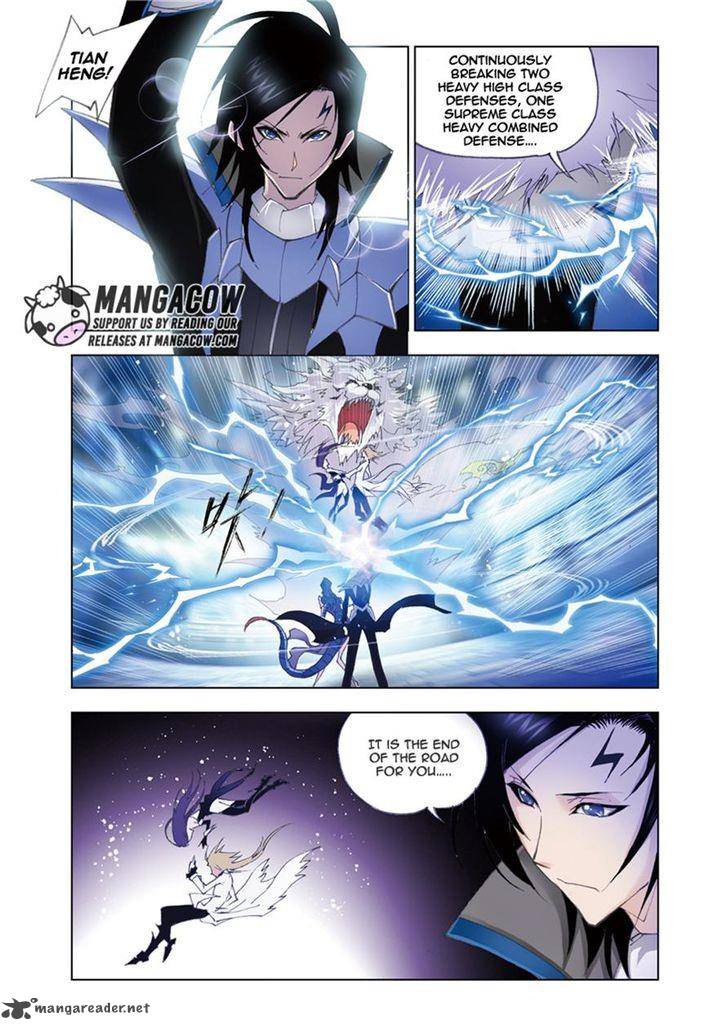 TIAN
HENG!
CONTINUOUSLY
BREAKING TWO
HEAVY HIGH CLASS
DEFENSES, ONE
SUPREME CLASS
HEAVY COMBINED
DEFENSE....
MANGACOW
SUPPORT US BY READING OUR
RELEASES AT MANGACOW.COM!
IT IS THE END
OF THE ROAD
FOR YOU.....
mangareader.net